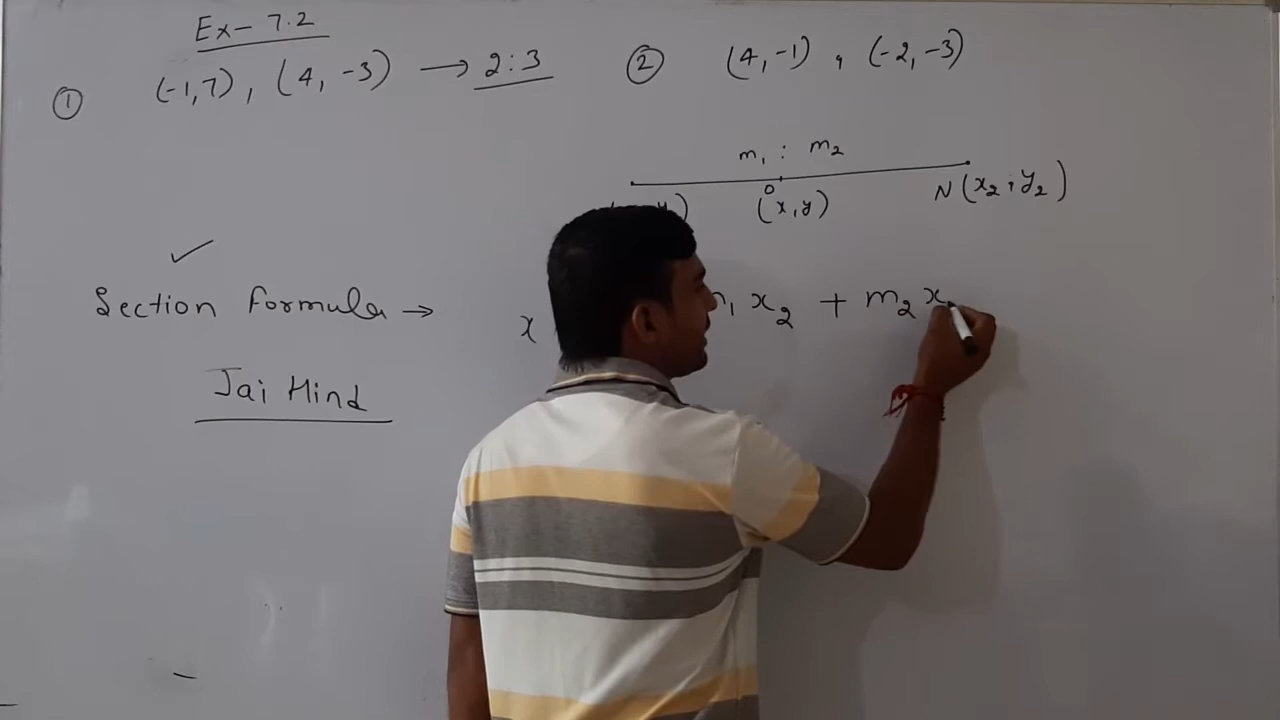 Ex- 7.2
① (-1,7), (4, -3) → 2:3
② (4,-1) , (-2, -3)
m₁ : m₂
O
N (x₂ , y₂)
(x,y)
Section Formula →
x
x₂ + m₂ x
Jai Hind